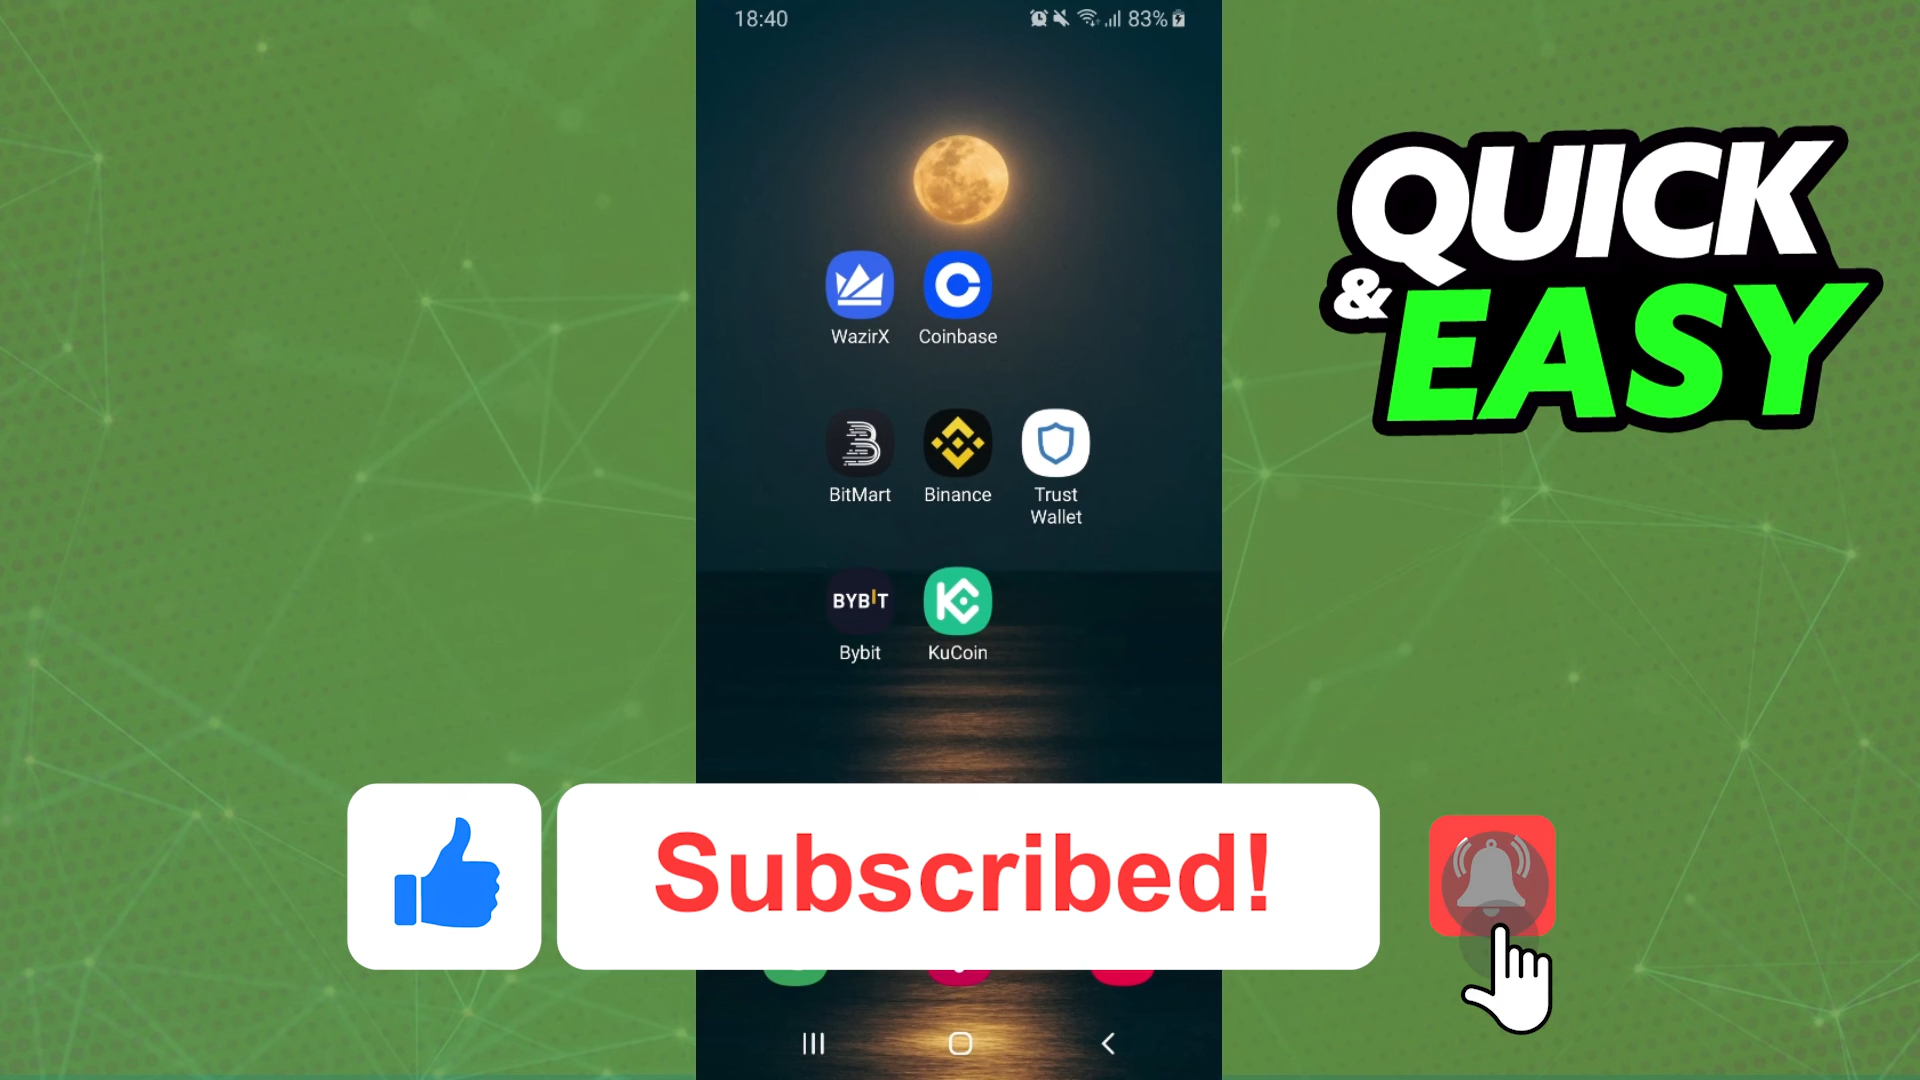 18:40
83%
QUICK
& EASY
WazirX
Coinbase
BitMart
Binance
Trust
Wallet
BYBIT
Bybit
KuCoin
Subscribed!